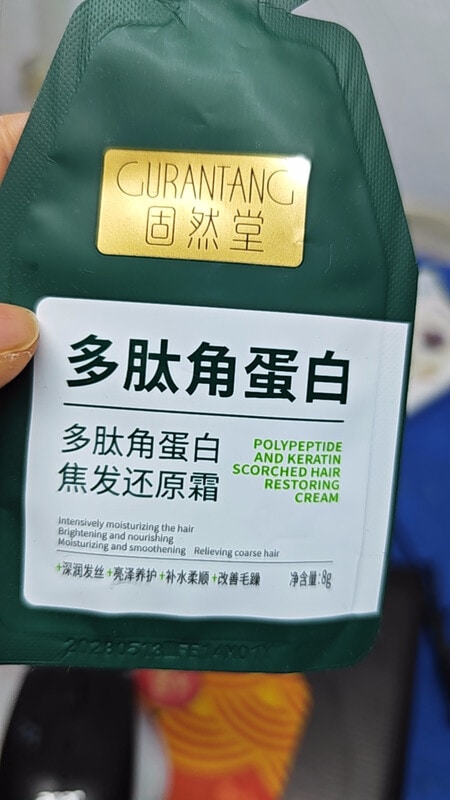 GURANTANG
固然堂
多肽角蛋白
多肽角蛋白
焦发还原霜
POLYPEPTIDE
AND KERATIN
SCORCHED HAIR
RESTORING
CREAM
Intensively moisturizing the hair
Brightening and nourishing
Moisturizing and smoothening Relieving coarse hair
+深润发丝 +亮泽养护 +补水柔顺 +改善毛躁 净含量:8g